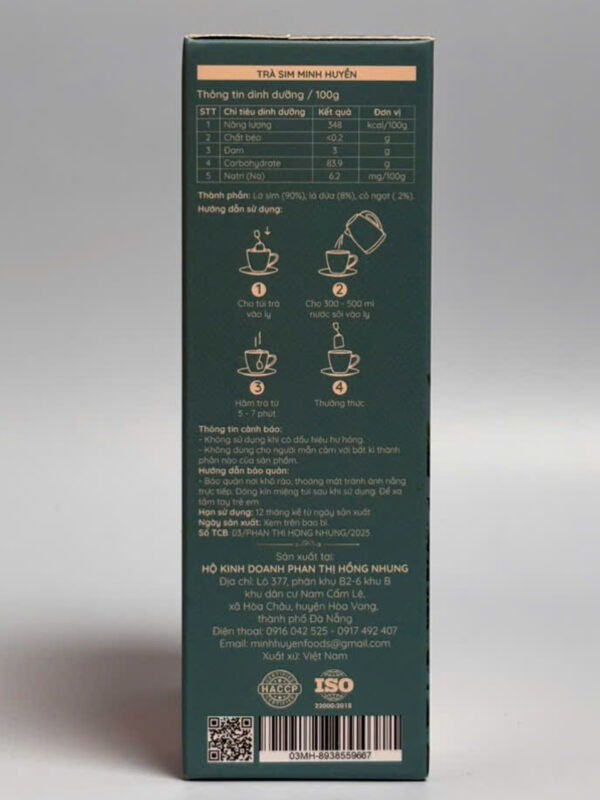 TRÀ SIM MINH HUYỀN
Thông tin dinh dưỡng / 100g
STT Chỉ tiêu dinh dưỡng Kết quả Đơn vị
1 Năng lượng 348 kcal/100g
2 Chất béo <0.2 g
3 Đạm 3 g
4 Carbohydrate 83.9 g
5 Natri (Na) 6.2 mg/100g
Thành phần: Lá sim (90%), lá dứa (8%), cỏ ngọt ( 2%).
Hướng dẫn sử dụng:
1 2
Cho túi trà Cho 300 - 500 ml
vào ly nước sôi vào ly
3 4
Hãm trà từ Thưởng thức
5 - 7 phút
Thông tin cảnh báo:
- Không sử dụng khi có dấu hiệu hư hỏng.
- Không dùng cho người mẫn cảm với bất kì thành
phần nào của sản phẩm.
Hướng dẫn bảo quản:
- Bảo quản nơi khô ráo, thoáng mát tránh ánh nắng
trực tiếp. Đóng kín miệng túi sau khi sử dụng. Để xa
tầm tay trẻ em.
Hạn sử dụng: 12 tháng kể từ ngày sản xuất.
Ngày sản xuất: Xem trên bao bì.
Số TCB: 03/PHAN THI HONG NHUNG/2025
Sản xuất tại:
HỘ KINH DOANH PHAN THỊ HỒNG NHUNG
Địa chỉ: Lô 377, phân khu B2-6 khu B
khu dân cư Nam Cẩm Lệ,
xã Hòa Châu, huyện Hòa Vang,
thành phố Đà Nẵng
Điện thoại: 0916 042 525 - 0917 492 407
Email: minhhuyenfoods@gmail.com
Xuất xứ: Việt Nam
HACCP ISO
22000:2018
03MH-8938559667